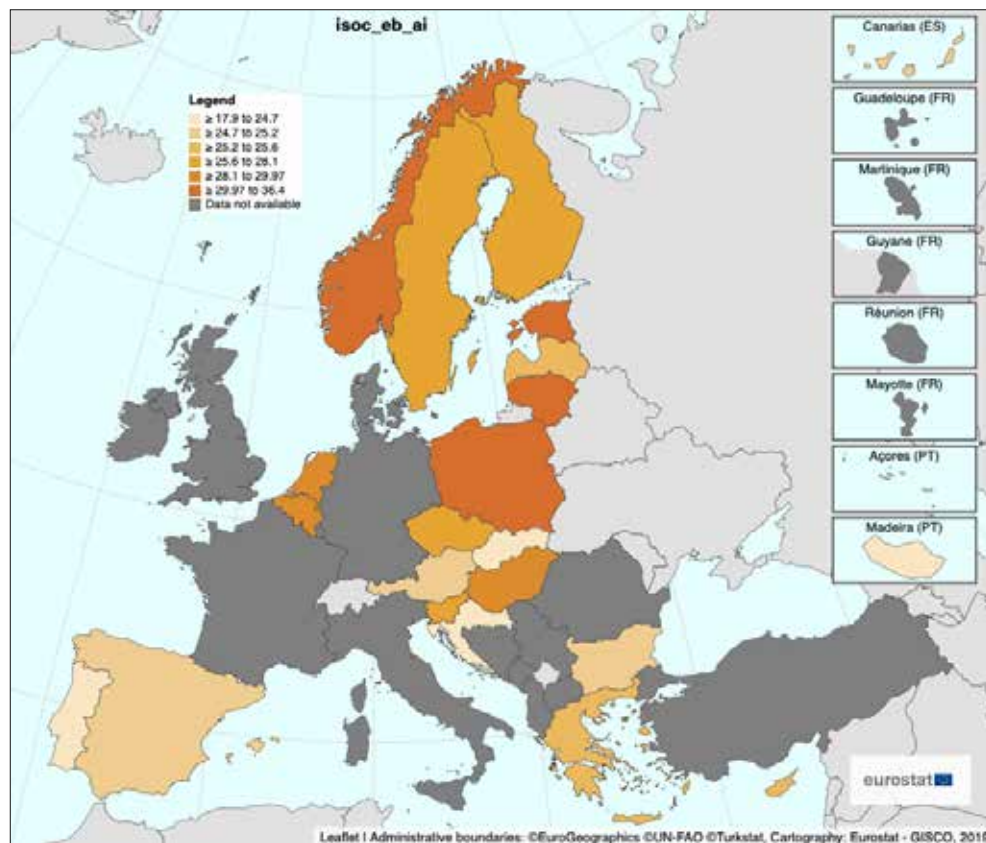 isoc_eb_ai
Legend
≥ 17.9 to 24.7
≥ 24.7 to 25.2
≥ 25.2 to 25.6
≥ 25.6 to 28.1
≥ 28.1 to 29.97
≥ 29.97 to 36.4
Data not available
Canarias (ES)
Guadeloupe (FR)
Martinique (FR)
Guyane (FR)
Réunion (FR)
Mayotte (FR)
Açores (PT)
Madeira (PT)
eurostat
Leaflet | Administrative boundaries: ©EuroGeographics ©UN-FAO ©Turkstat, Cartography: Eurostat - GISCO, 2019